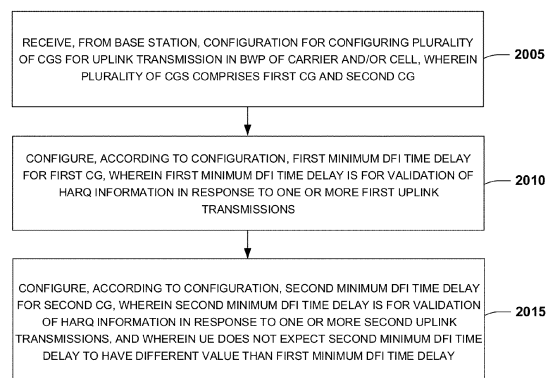 RECEIVE, FROM BASE STATION, CONFIGURATION FOR CONFIGURING PLURALITY
OF CGS FOR UPLINK TRANSMISSION IN BWP OF CARRIER AND/OR CELL, WHEREIN
PLURALITY OF CGS COMPRISES FIRST CG AND SECOND CG
2005
CONFIGURE, ACCORDING TO CONFIGURATION, FIRST MINIMUM DFI TIME DELAY
FOR FIRST CG, WHEREIN FIRST MINIMUM DFI TIME DELAY IS FOR VALIDATION OF
HARQ INFORMATION IN RESPONSE TO ONE OR MORE FIRST UPLINK
TRANSMISSIONS
2010
CONFIGURE, ACCORDING TO CONFIGURATION, SECOND MINIMUM DFI TIME DELAY
FOR SECOND CG, WHEREIN SECOND MINIMUM DFI TIME DELAY IS FOR VALIDATION
OF HARQ INFORMATION IN RESPONSE TO ONE OR MORE SECOND UPLINK
TRANSMISSIONS, AND WHEREIN UE DOES NOT EXPECT SECOND MINIMUM DFI TIME
DELAY TO HAVE DIFFERENT VALUE THAN FIRST MINIMUM DFI TIME DELAY
2015